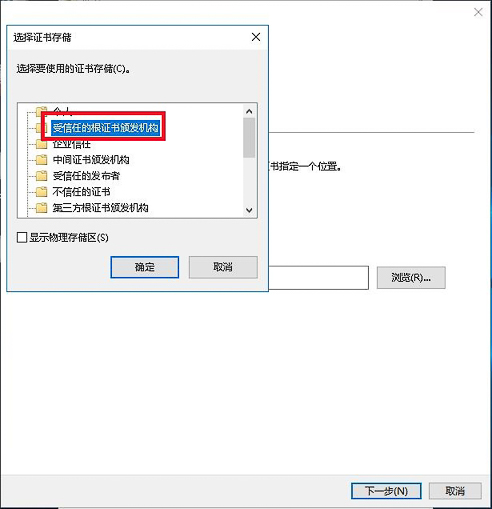 选择证书存储
选择要使用的证书存储(C)。
个人
受信任的根证书颁发机构
企业信任
中间证书颁发机构
受信任的发布者
不信任的证书
第三方根证书颁发机构
显示物理存储区(S)
确定
取消
书指定一个位置。
浏览(R)...
下一步(N)
取消